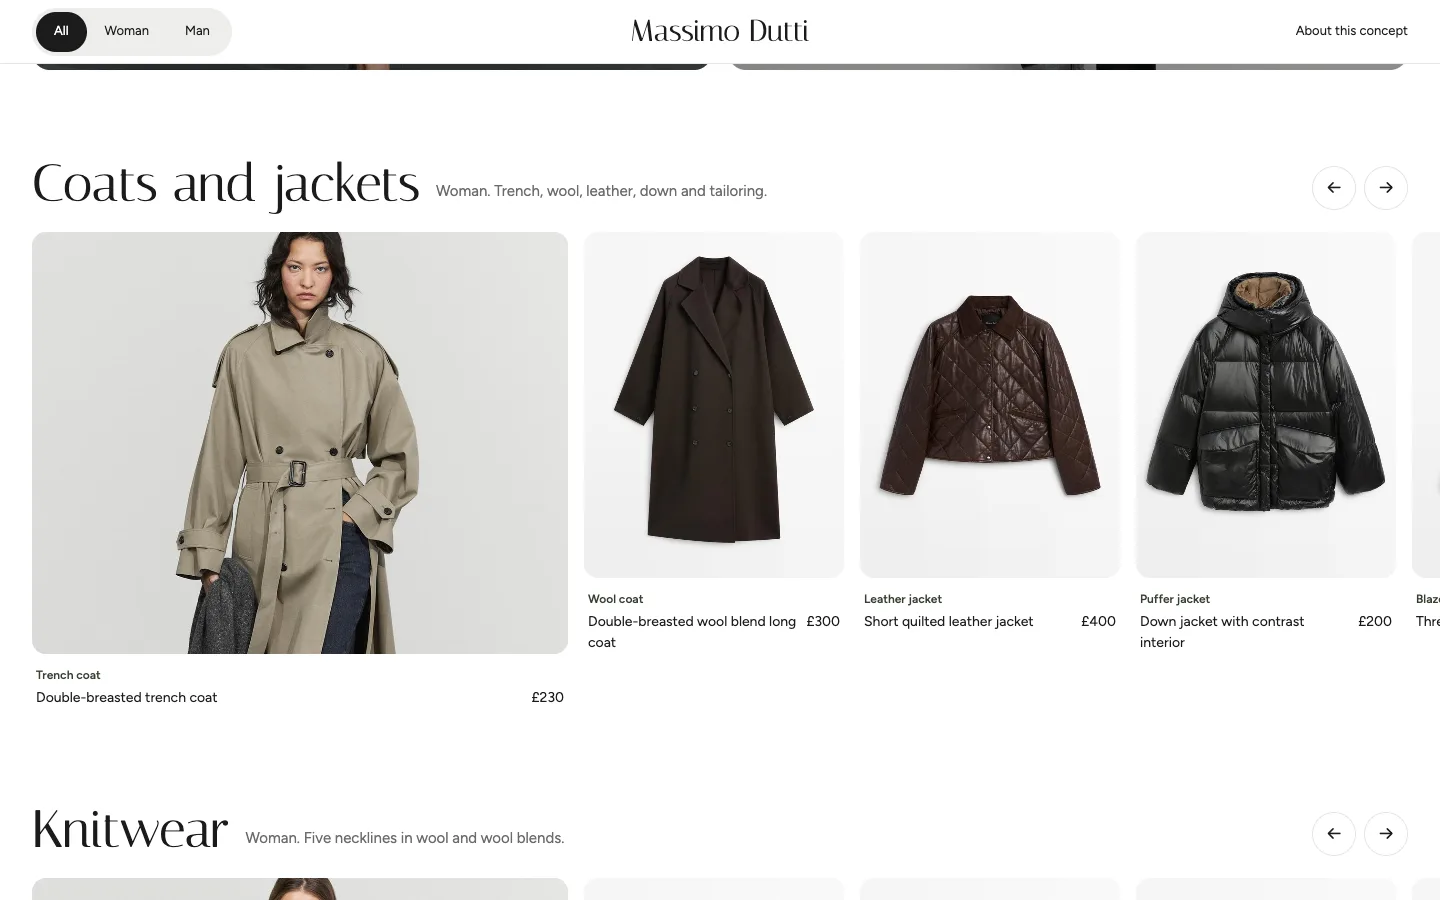 All
Woman
Man
Massimo Dutti
About this concept
Coats and jackets
Woman. Trench, wool, leather, down and tailoring.
Trench coat
Double-breasted trench coat
£230
Wool coat
Double-breasted wool blend long
coat
£300
Leather jacket
Short quilted leather jacket
£400
Puffer jacket
Down jacket with contrast
interior
£200
Knitwear
Woman. Five necklines in wool and wool blends.